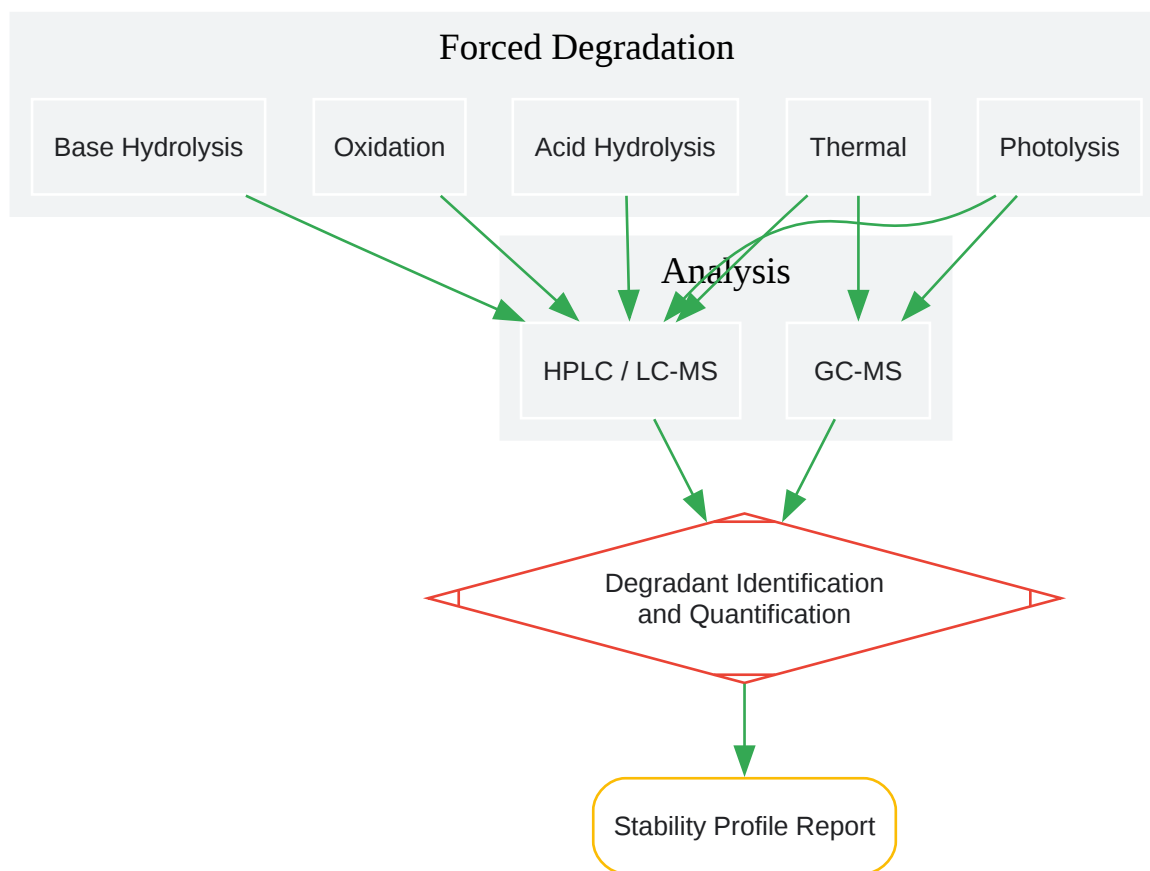 Forced Degradation
Base Hydrolysis
Oxidation
Acid Hydrolysis
Thermal
Photolysis
Analysis
HPLC / LC-MS
GC-MS
Degradant Identification
and Quantification
Stability Profile Report